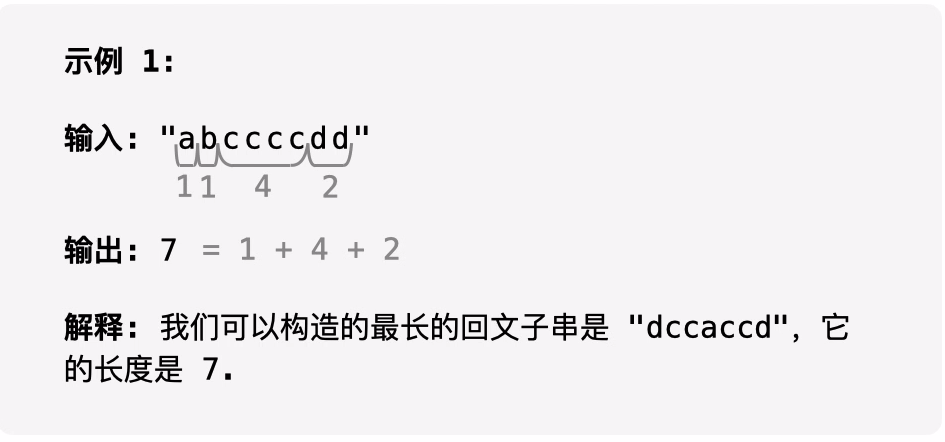 示例 1:
输入: "abccccdd"
1 1 4 2
输出: 7 = 1 + 4 + 2
解释: 我们可以构造的最长的回文子串是 "dccaccd", 它
的长度是 7.